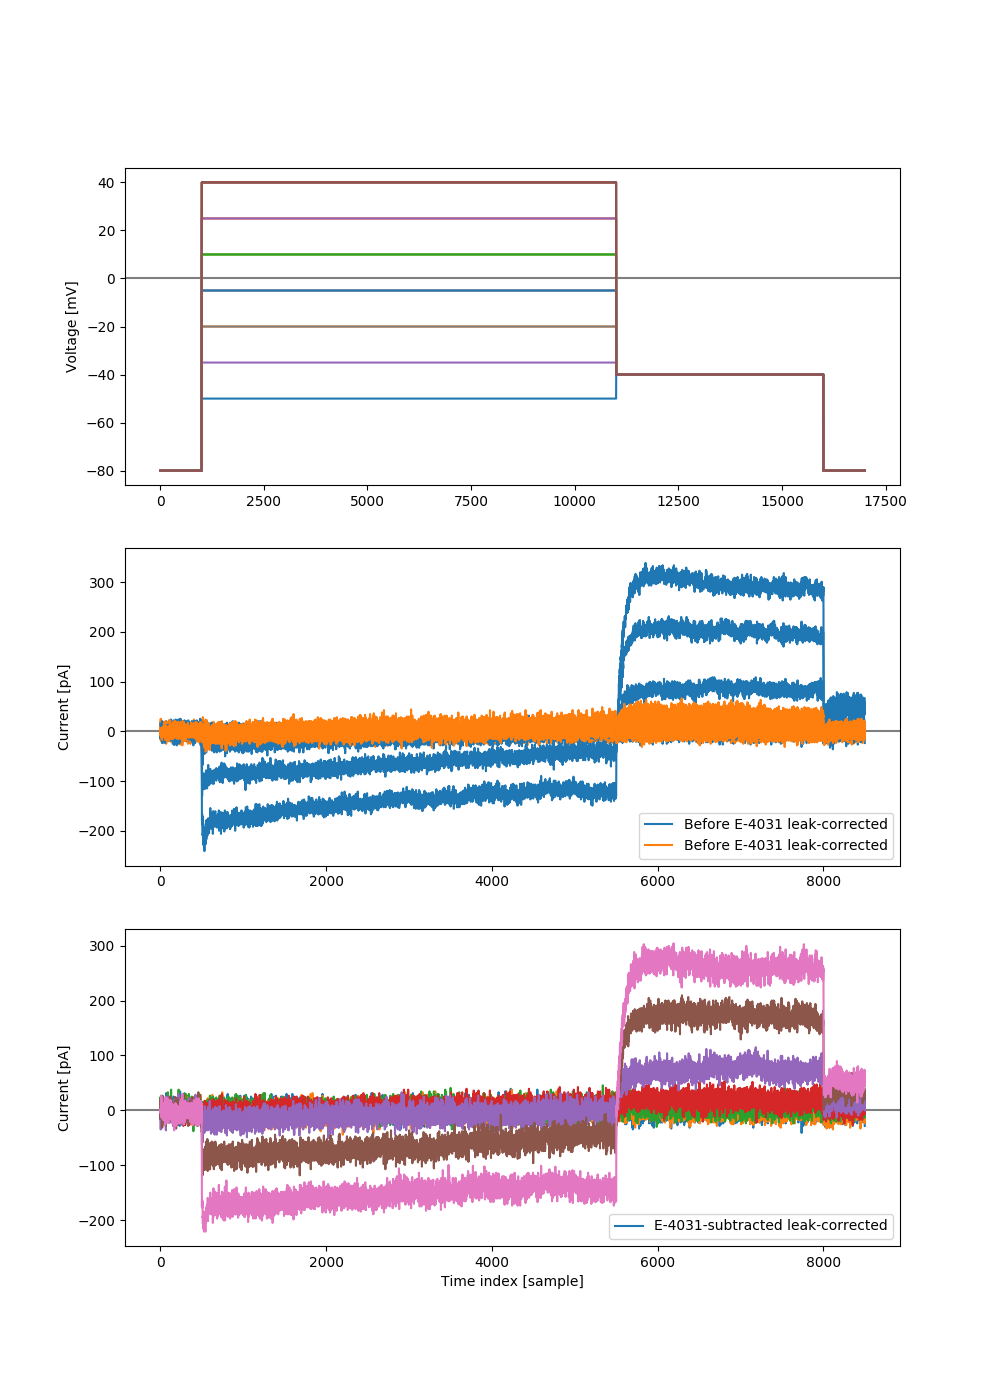 40
20
0
−20
−40
−60
−80
Voltage [mV]
0 2500 5000 7500 10000 12500 15000 17500
300
200
100
0
−100
−200
Current [pA]
Before E-4031 leak-corrected
Before E-4031 leak-corrected
0 2000 4000 6000 8000
300
200
100
0
−100
−200
Current [pA]
E-4031-subtracted leak-corrected
0 2000 4000 6000 8000
Time index [sample]